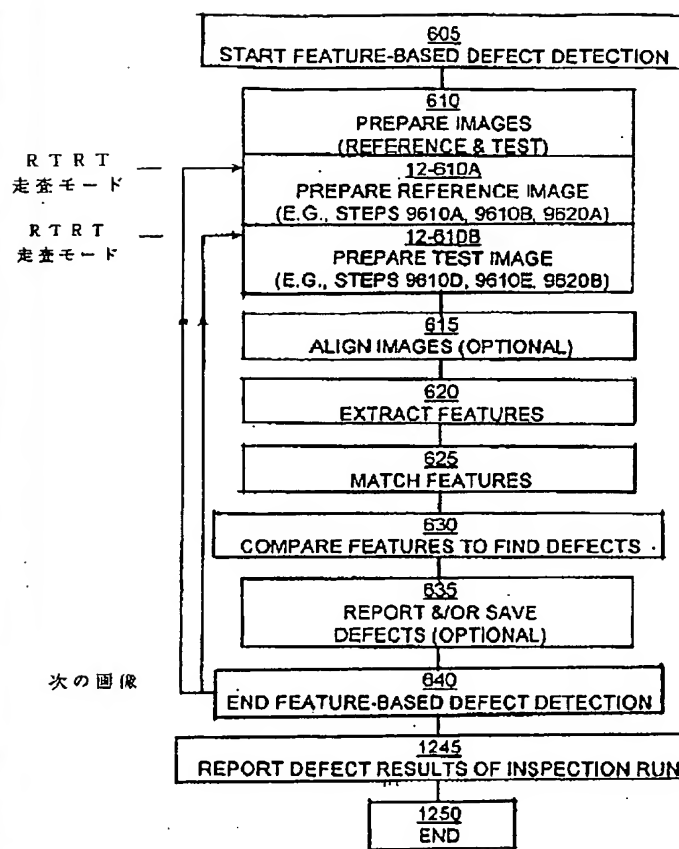 605
START FEATURE-BASED DEFECT DETECTION
610
PREPARE IMAGES
(REFERENCE & TEST)
RTRT
走査モード
12-610A
PREPARE REFERENCE IMAGE
(E.G., STEPS 9610A, 9610B, 9620A)
RTRT
走査モード
12-610B
PREPARE TEST IMAGE
(E.G., STEPS 9610D, 9610E, 9620B)
615
ALIGN IMAGES (OPTIONAL)
620
EXTRACT FEATURES
625
MATCH FEATURES
630
COMPARE FEATURES TO FIND DEFECTS
635
REPORT &/OR SAVE
DEFECTS (OPTIONAL)
次の画像
640
END FEATURE-BASED DEFECT DETECTION
1245
REPORT DEFECT RESULTS OF INSPECTION RUN
1250
END